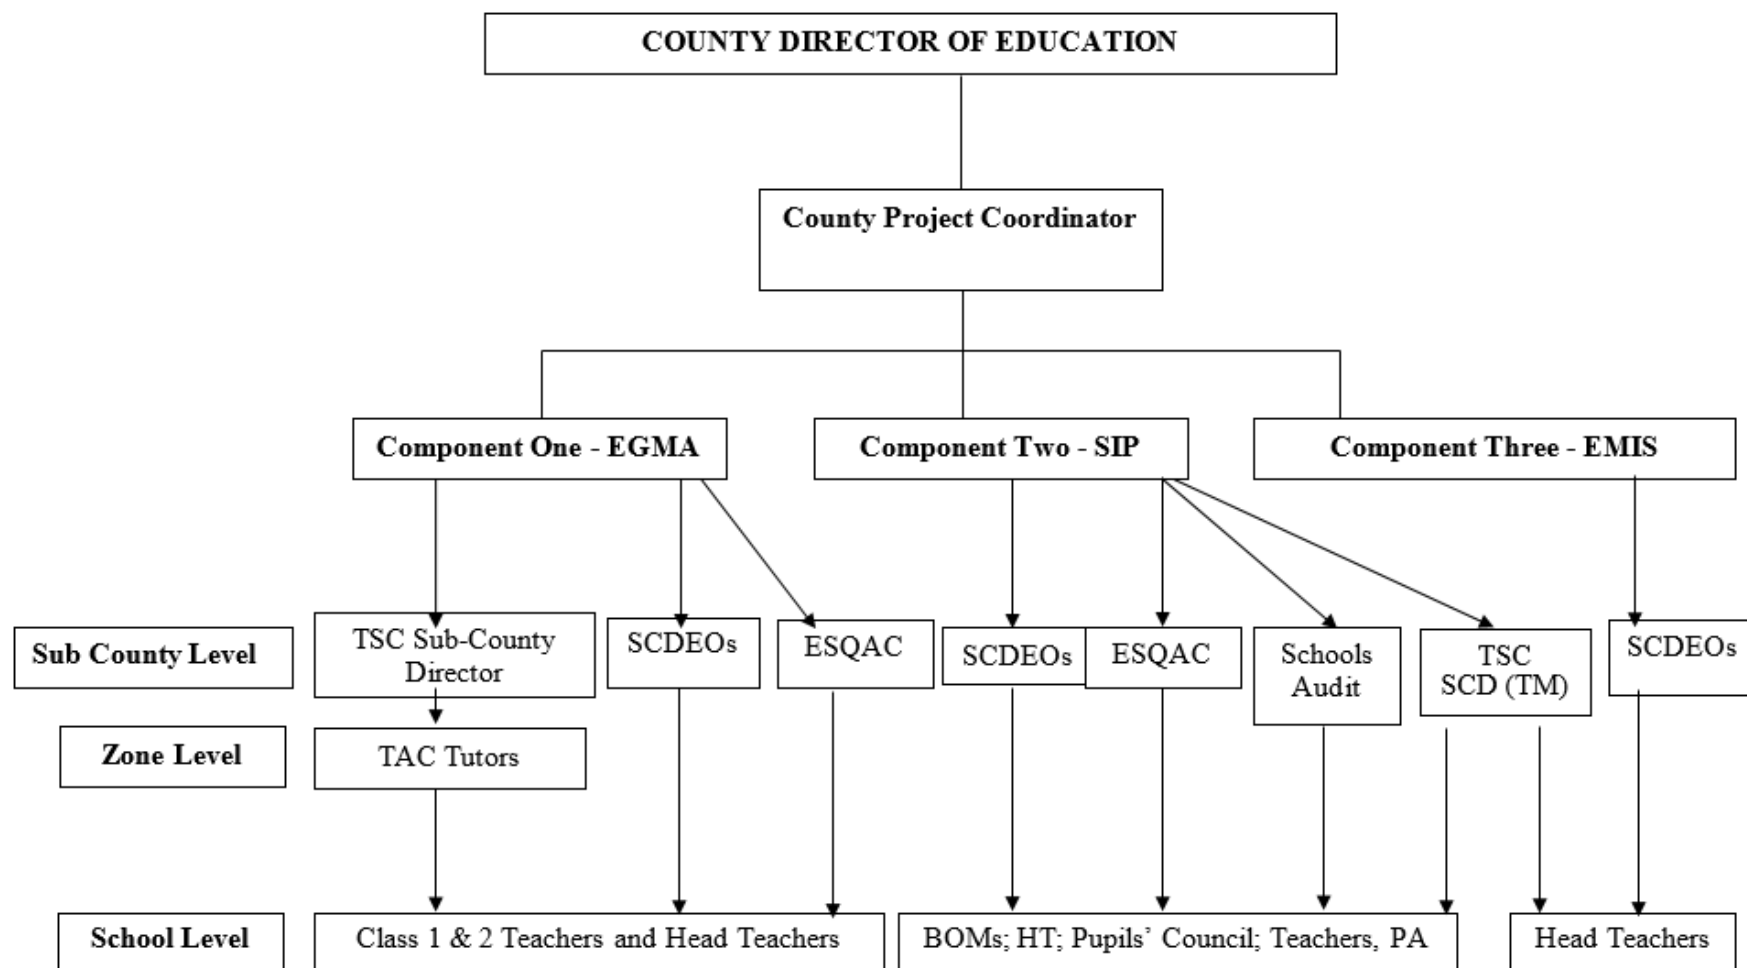 COUNTY DIRECTOR OF EDUCATION
County Project Coordinator
Component One - EGMA
Component Two - SIP
Component Three - EMIS
Sub County Level
TSC Sub-County
Director
SCDEOs
ESQAC
SCDEOs
ESQAC
Schools
Audit
TSC
SCD (TM)
SCDEOs
Zone Level
TAC Tutors
School Level
Class 1 & 2 Teachers and Head Teachers
BOMs; HT; Pupils’ Council; Teachers, PA
Head Teachers